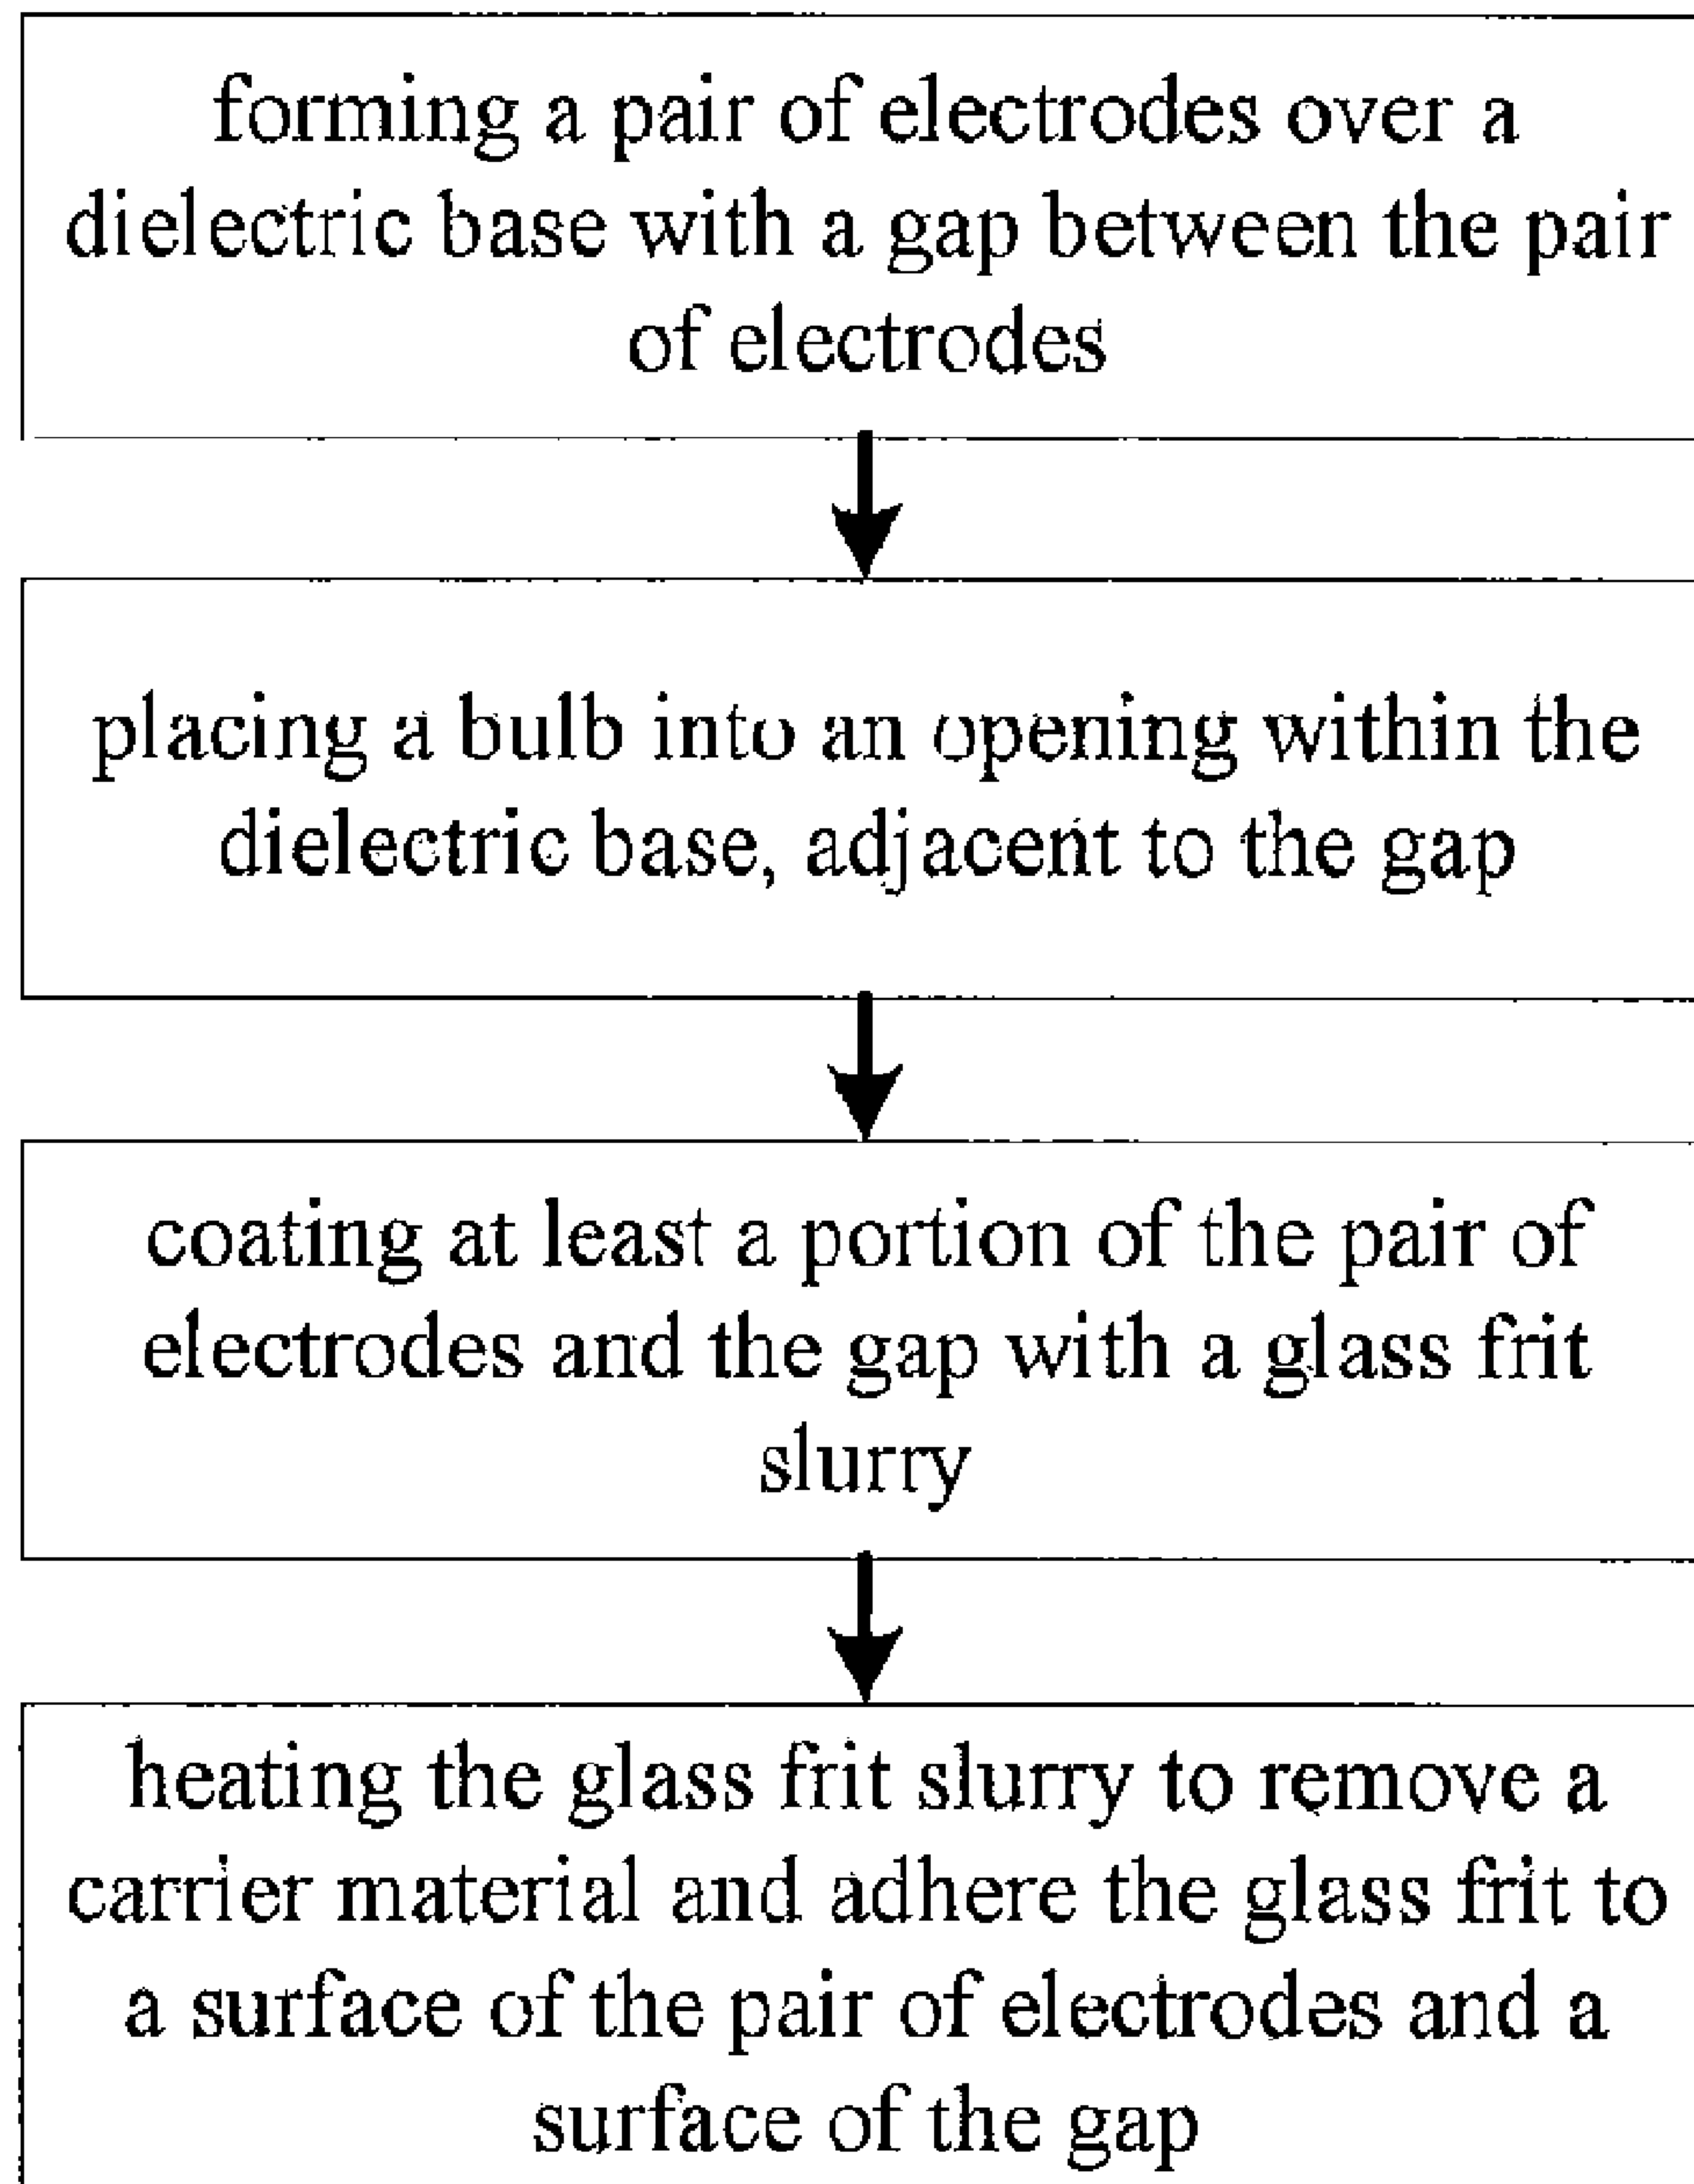 forming a pair of electrodes over a
dielectric base with a gap between the pair
of electrodes
placing a bulb into an opening within the
dielectric base, adjacent to the gap
coating at least a portion of the pair of
electrodes and the gap with a glass frit
slurry
heating the glass frit slurry to remove a
carrier material and adhere the glass frit to
a surface of the pair of electrodes and a
surface of the gap